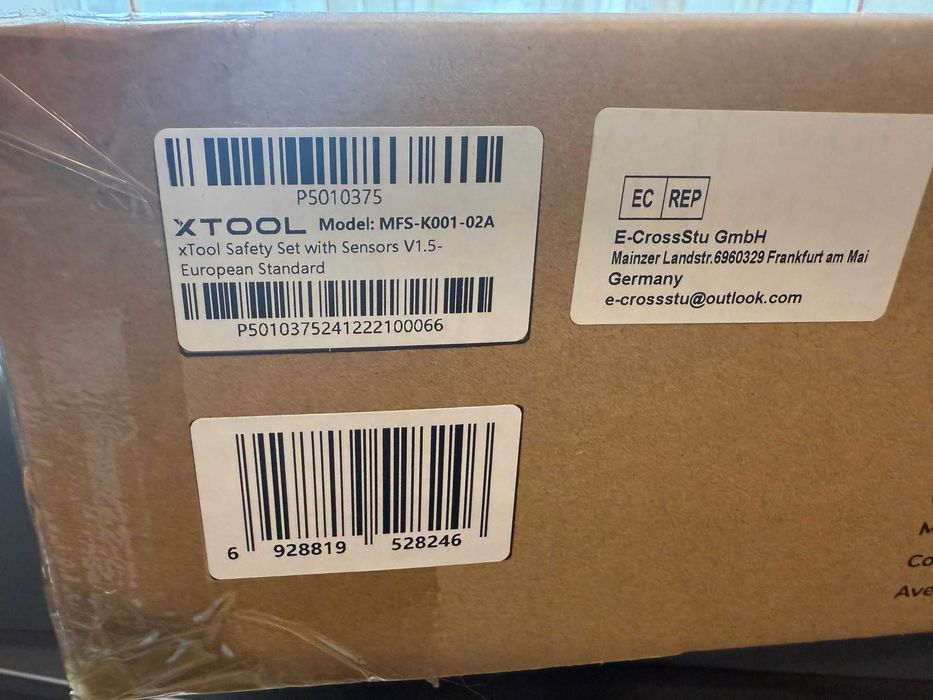 P5010375
XTOOL Model: MFS-K001-02A
xTool Safety Set with Sensors V1.5-
European Standard
P5010375241222100066
EC REP
E-CrossStu GmbH
Mainzer Landstr.6960329 Frankfurt am Mai
Germany
e-crossstu@outlook.com
6 928819 528246